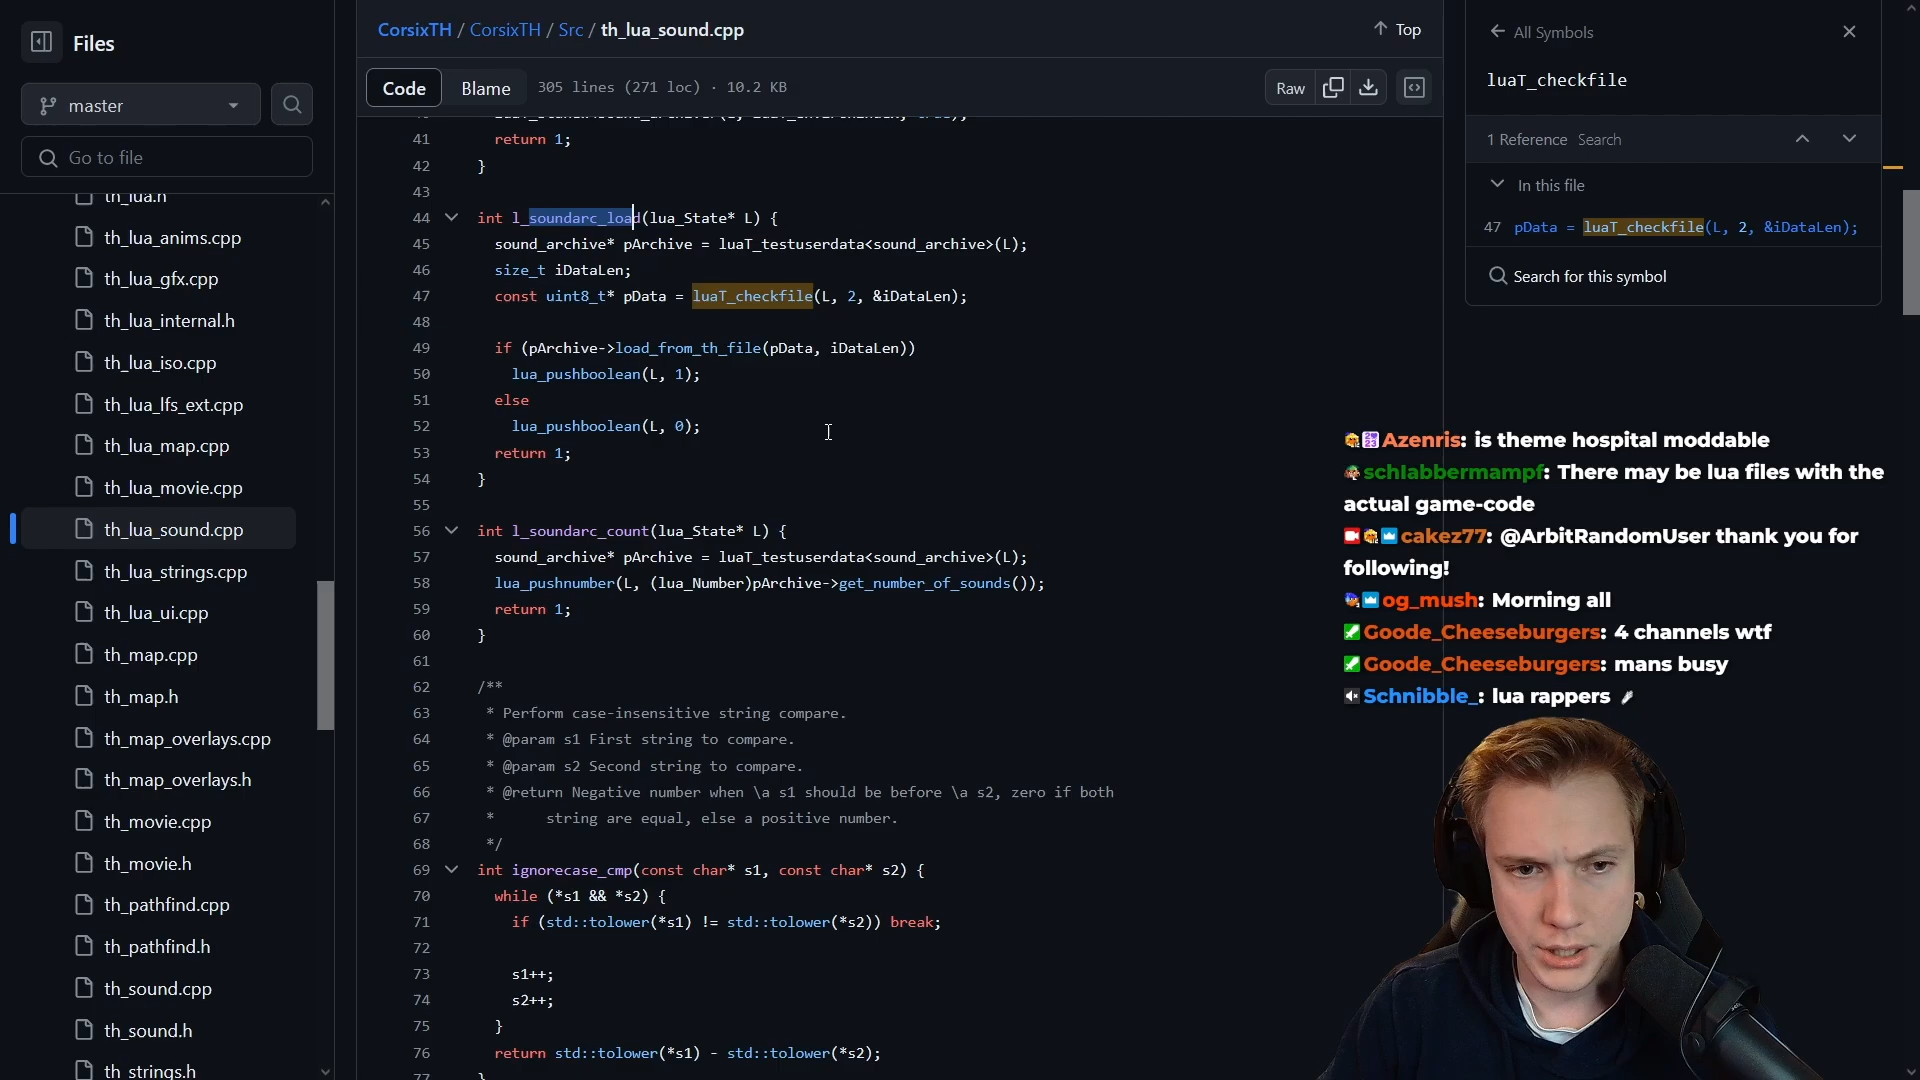 Files
master
Go to file
th_lua.h
th_lua_anims.cpp
th_lua_gfx.cpp
th_lua_internal.h
th_lua_iso.cpp
th_lua_lfs_ext.cpp
th_lua_map.cpp
th_lua_movie.cpp
th_lua_sound.cpp
th_lua_strings.cpp
th_lua_ui.cpp
th_map.cpp
th_map.h
th_map_overlays.cpp
th_map_overlays.h
th_movie.cpp
th_movie.h
th_pathfind.cpp
th_pathfind.h
th_sound.cpp
th_sound.h
th_strings.h
CorsixTH / CorsixTH / Src / th_lua_sound.cpp
Top
Code Blame 305 lines (271 loc) · 10.2 KB
Raw
41 return 1;
42 }
43
44 int l_soundarc_load(lua_State* L) {
45 sound_archive* pArchive = luaT_testuserdata<sound_archive>(L);
46 size_t iDataLen;
47 const uint8_t* pData = luaT_checkfile(L, 2, &iDataLen);
48
49 if (pArchive->load_from_th_file(pData, iDataLen))
50 lua_pushboolean(L, 1);
51 else
52 lua_pushboolean(L, 0);
53 return 1;
54 }
55
56 int l_soundarc_count(lua_State* L) {
57 sound_archive* pArchive = luaT_testuserdata<sound_archive>(L);
58 lua_pushnumber(L, (lua_Number)pArchive->get_number_of_sounds());
59 return 1;
60 }
61
62 /**
63 * Perform case-insensitive string compare.
64 * @param s1 First string to compare.
65 * @param s2 Second string to compare.
66 * @return Negative number when \a s1 should be before \a s2, zero if both
67 * string are equal, else a positive number.
68 */
69 int ignorecase_cmp(const char* s1, const char* s2) {
70 while (*s1 && *s2) {
71 if (std::tolower(*s1) != std::tolower(*s2)) break;
72
73 s1++;
74 s2++;
75 }
76 return std::tolower(*s1) - std::tolower(*s2);
77 }
All Symbols
luaT_checkfile
1 Reference Search
In this file
47 pData = luaT_checkfile(L, 2, &iDataLen);
Search for this symbol
Azenris: is theme hospital moddable
schlabbermampf: There may be lua files with the
actual game-code
cakez77: @ArbitRandomUser thank you for
following!
og_mush: Morning all
Goode_Cheeseburgers: 4 channels wtf
Goode_Cheeseburgers: mans busy
Schnibble_: lua rappers